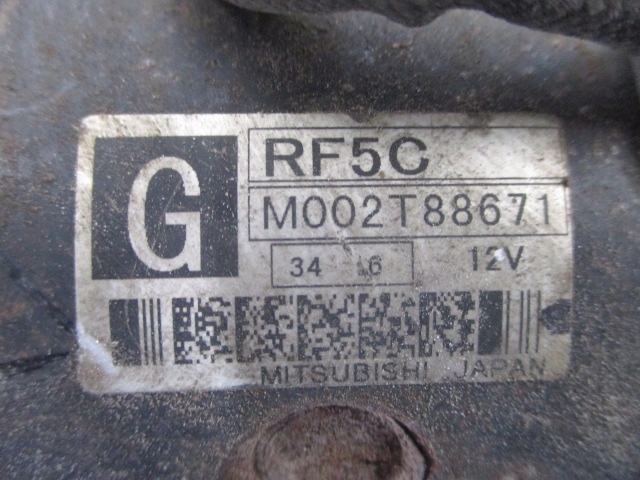 G
RF5C
M002T88671
34 6 12V
MITSUBISHI JAPAN